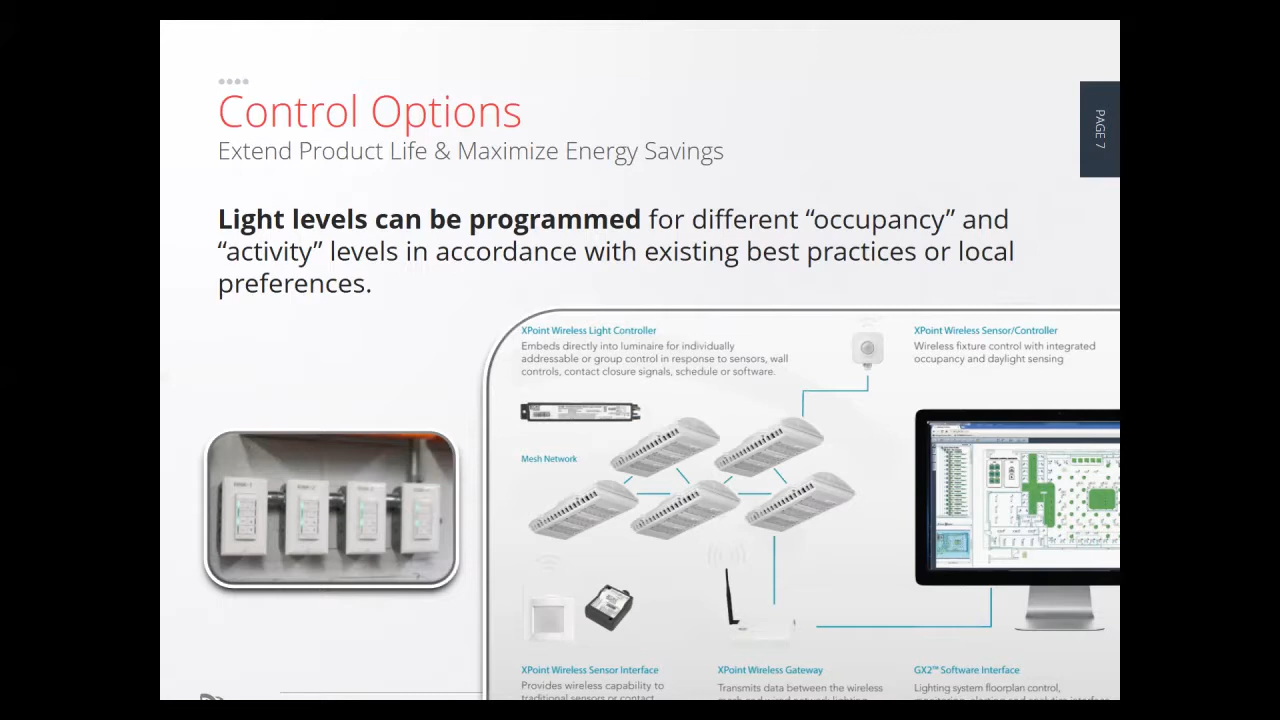 Control Options
Extend Product Life & Maximize Energy Savings
PAGE 7
Light levels can be programmed for different “occupancy” and
“activity” levels in accordance with existing best practices or local
preferences.
XPoint Wireless Light Controller
Embeds directly into luminaire for individually
addressable or group control in response to sensors, wall
controls, contact closure signals, schedule or software.
XPoint Wireless Sensor/Controller
Wireless fixture control with integrated
occupancy and daylight sensing
Mesh Network
XPoint Wireless Sensor Interface
Provides wireless capability to
traditional sensors or contact
XPoint Wireless Gateway
Transmits data between the wireless
GX2™ Software Interface
Lighting system floorplan control,